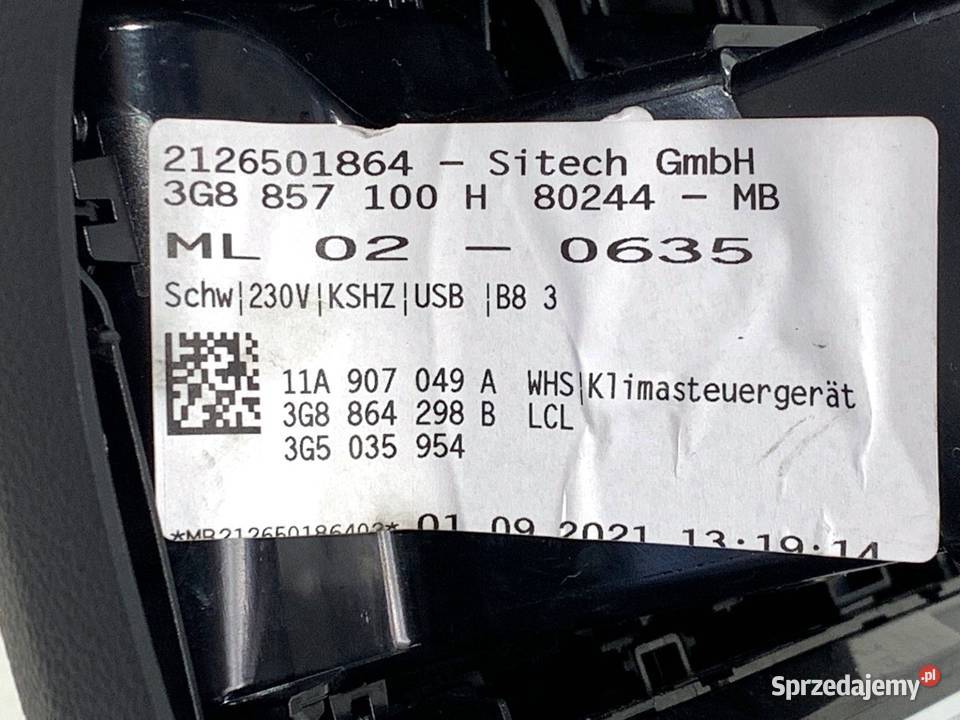 2126501864 - Sitech GmbH
3G8 857 100 H 80244 - MB
ML 02 - 0635
Schw|230V|KSHZ|USB |B8 3
11A 907 049 A WHS|Klimasteuergerät
3G8 864 298 B LCL
3G5 035 954
*MB212650186402* 01 09 2021 13:19:14
Sprzedajemy.pl